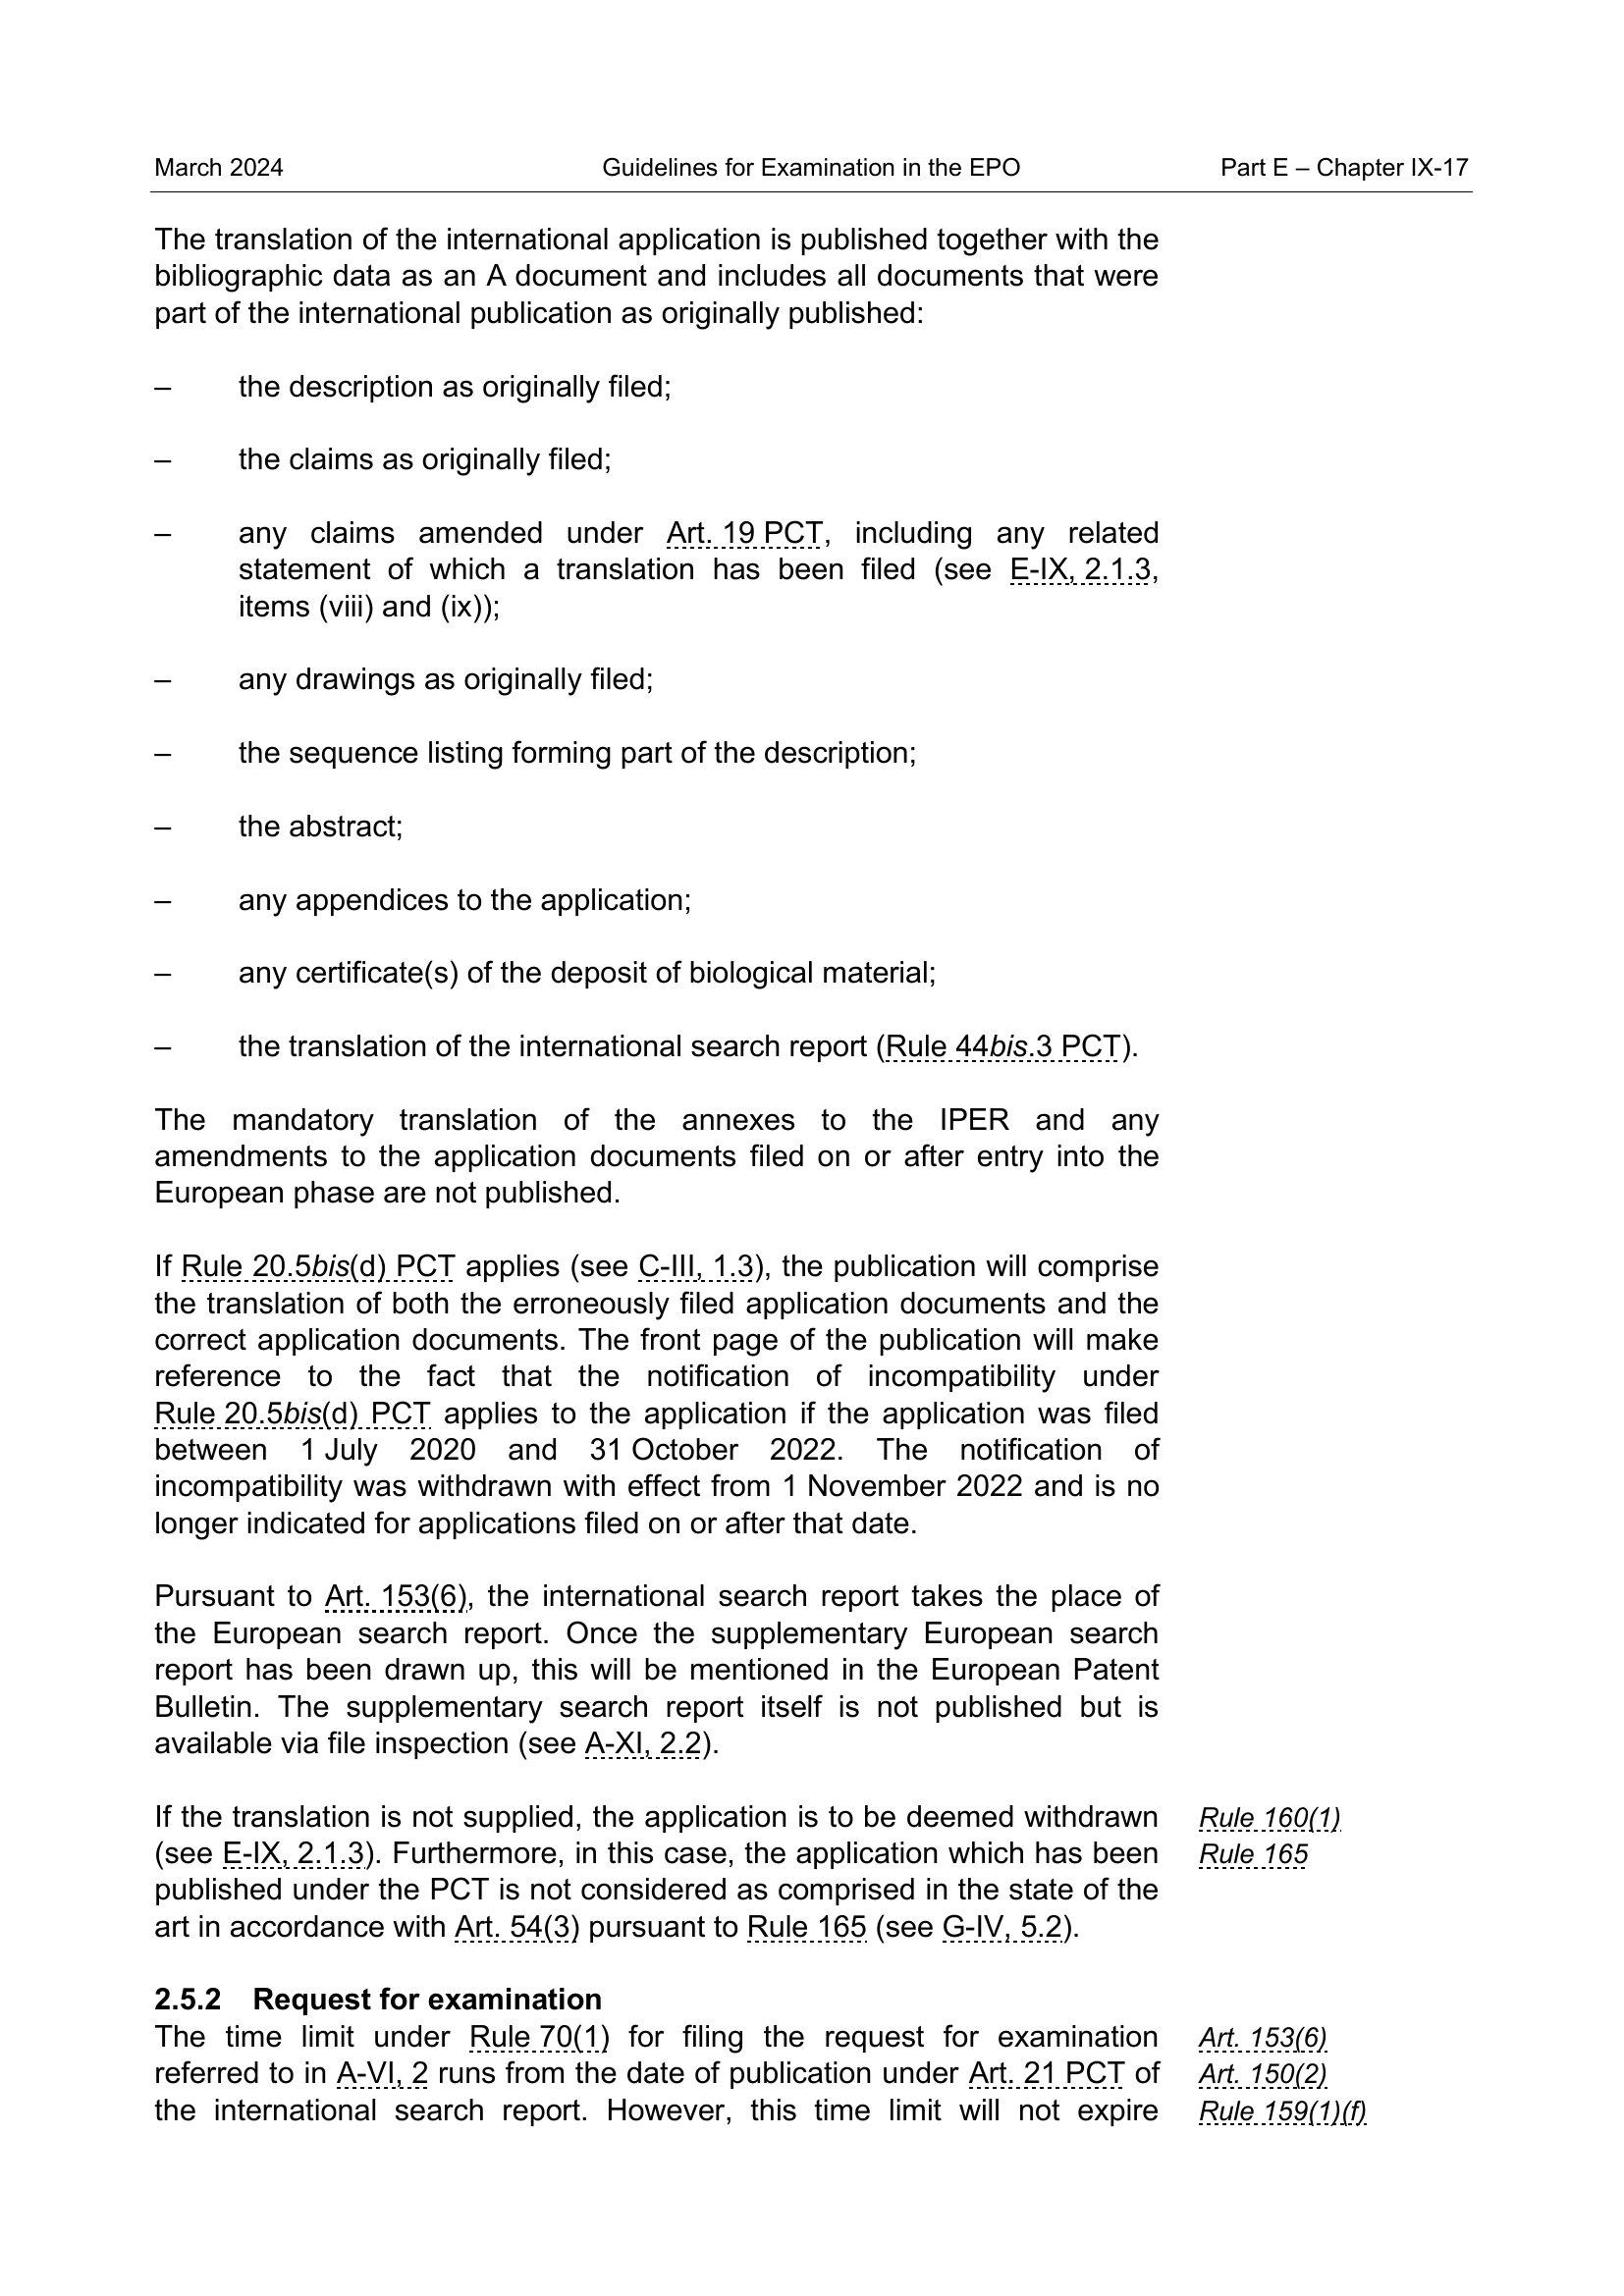 March 2024 Guidelines for Examination in the EPO Part E – Chapter IX-17
The translation of the international application is published together with the
bibliographic data as an A document and includes all documents that were
part of the international publication as originally published:
– the description as originally filed;
– the claims as originally filed;
– any claims amended under Art. 19 PCT, including any related
statement of which a translation has been filed (see E-IX, 2.1.3,
items (viii) and (ix));
– any drawings as originally filed;
– the sequence listing forming part of the description;
– the abstract;
– any appendices to the application;
– any certificate(s) of the deposit of biological material;
– the translation of the international search report (Rule 44bis.3 PCT).
The mandatory translation of the annexes to the IPER and any
amendments to the application documents filed on or after entry into the
European phase are not published.
If Rule 20.5bis(d) PCT applies (see C-III, 1.3), the publication will comprise
the translation of both the erroneously filed application documents and the
correct application documents. The front page of the publication will make
reference to the fact that the notification of incompatibility under
Rule 20.5bis(d) PCT applies to the application if the application was filed
between 1 July 2020 and 31 October 2022. The notification of
incompatibility was withdrawn with effect from 1 November 2022 and is no
longer indicated for applications filed on or after that date.
Pursuant to Art. 153(6), the international search report takes the place of
the European search report. Once the supplementary European search
report has been drawn up, this will be mentioned in the European Patent
Bulletin. The supplementary search report itself is not published but is
available via file inspection (see A-XI, 2.2).
If the translation is not supplied, the application is to be deemed withdrawn Rule 160(1)
(see E-IX, 2.1.3). Furthermore, in this case, the application which has been Rule 165
published under the PCT is not considered as comprised in the state of the
art in accordance with Art. 54(3) pursuant to Rule 165 (see G-IV, 5.2).
2.5.2 Request for examination
The time limit under Rule 70(1) for filing the request for examination Art. 153(6)
referred to in A-VI, 2 runs from the date of publication under Art. 21 PCT of Art. 150(2)
the international search report. However, this time limit will not expire Rule 159(1)(f)